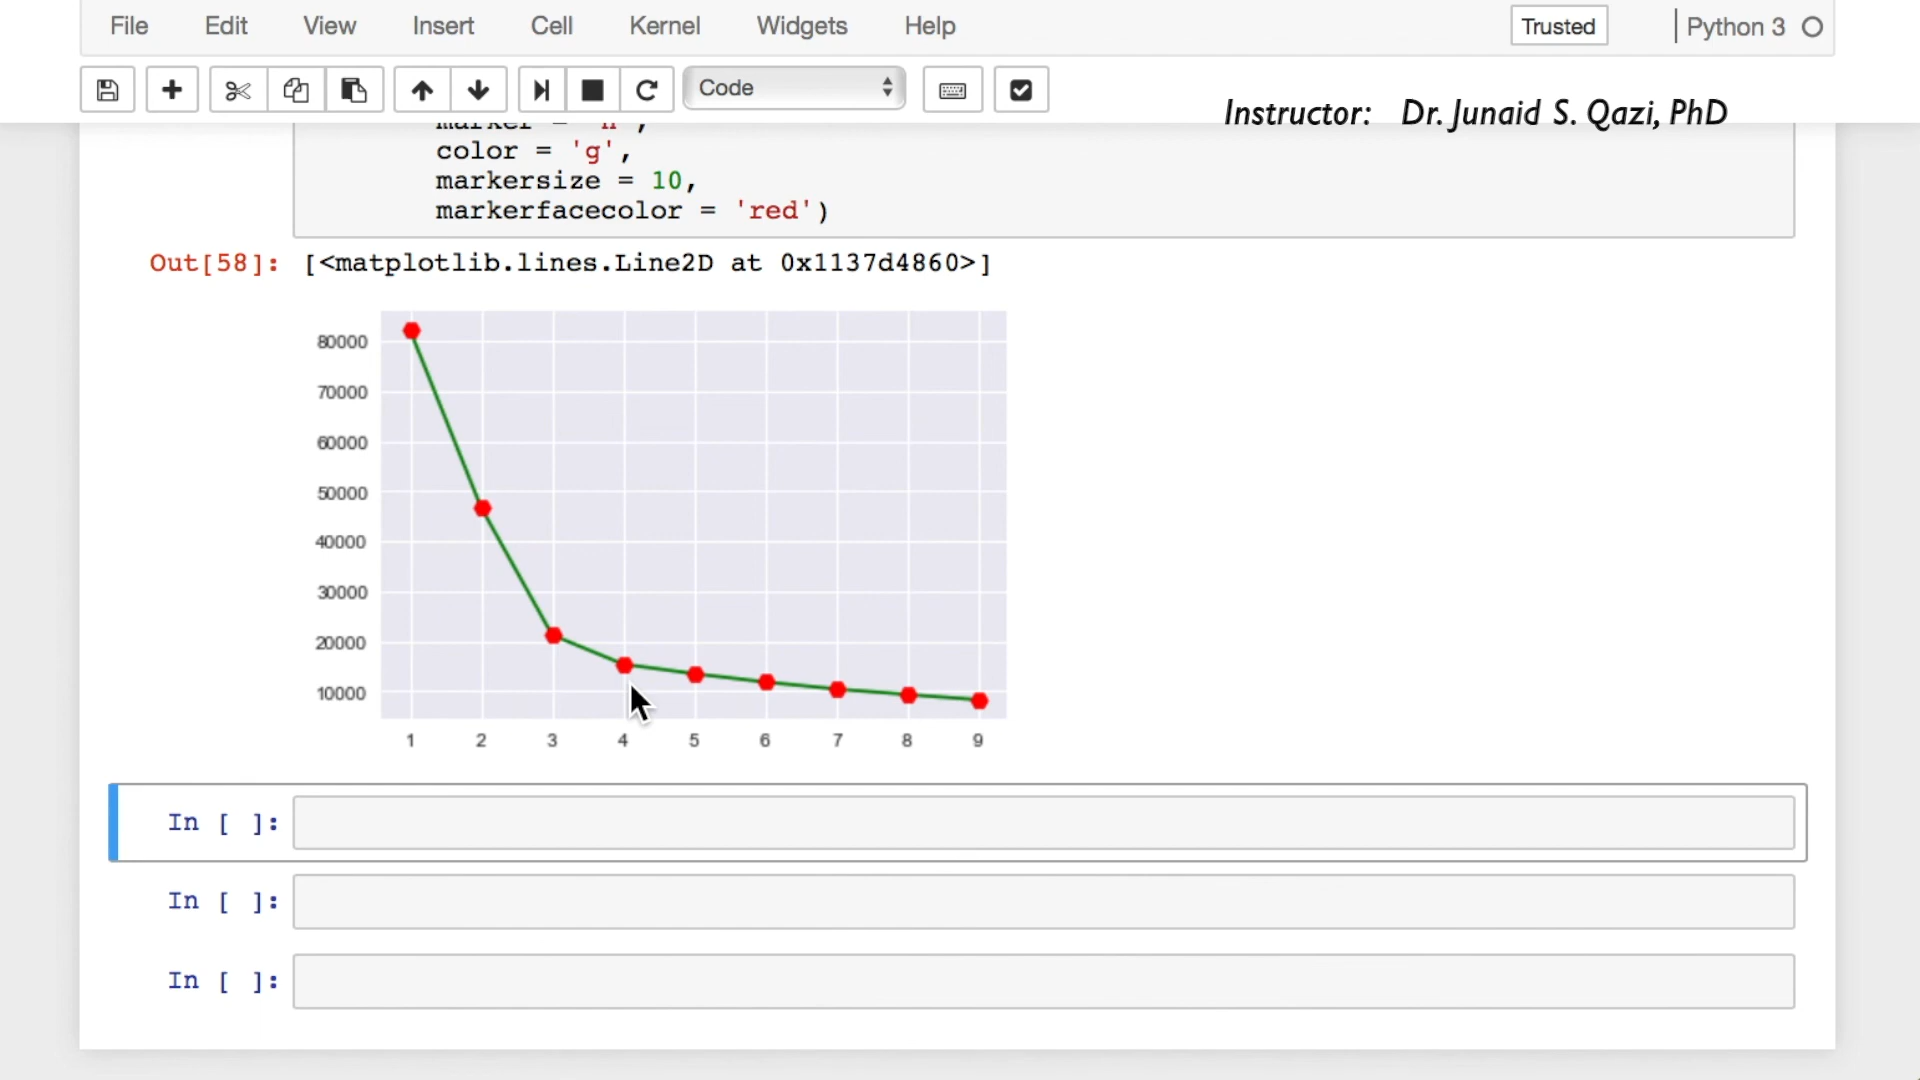 File Edit View Insert Cell Kernel Widgets Help Trusted Python 3
Code
Instructor: Dr. Junaid S. Qazi, PhD
marker = 'h',
color = 'g',
markersize = 10,
markerfacecolor = 'red')
Out[58]: [<matplotlib.lines.Line2D at 0x1137d4860>]
80000
70000
60000
50000
40000
30000
20000
10000
1 2 3 4 5 6 7 8 9
In [ ]:
In [ ]:
In [ ]: